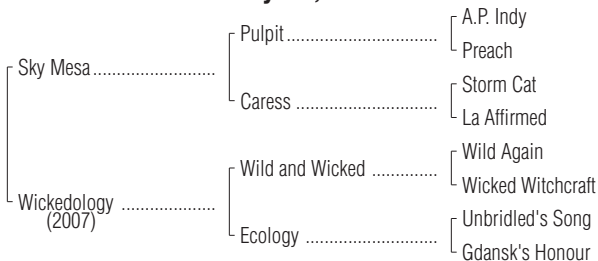 A.P. Indy
Pulpit
Preach
Sky Mesa
Storm Cat
Caress
La Affirmed
Wild Again
Wild and Wicked
Wicked Witchcraft
Wickedology
(2007)
Unbridled's Song
Ecology
Gdansk's Honour